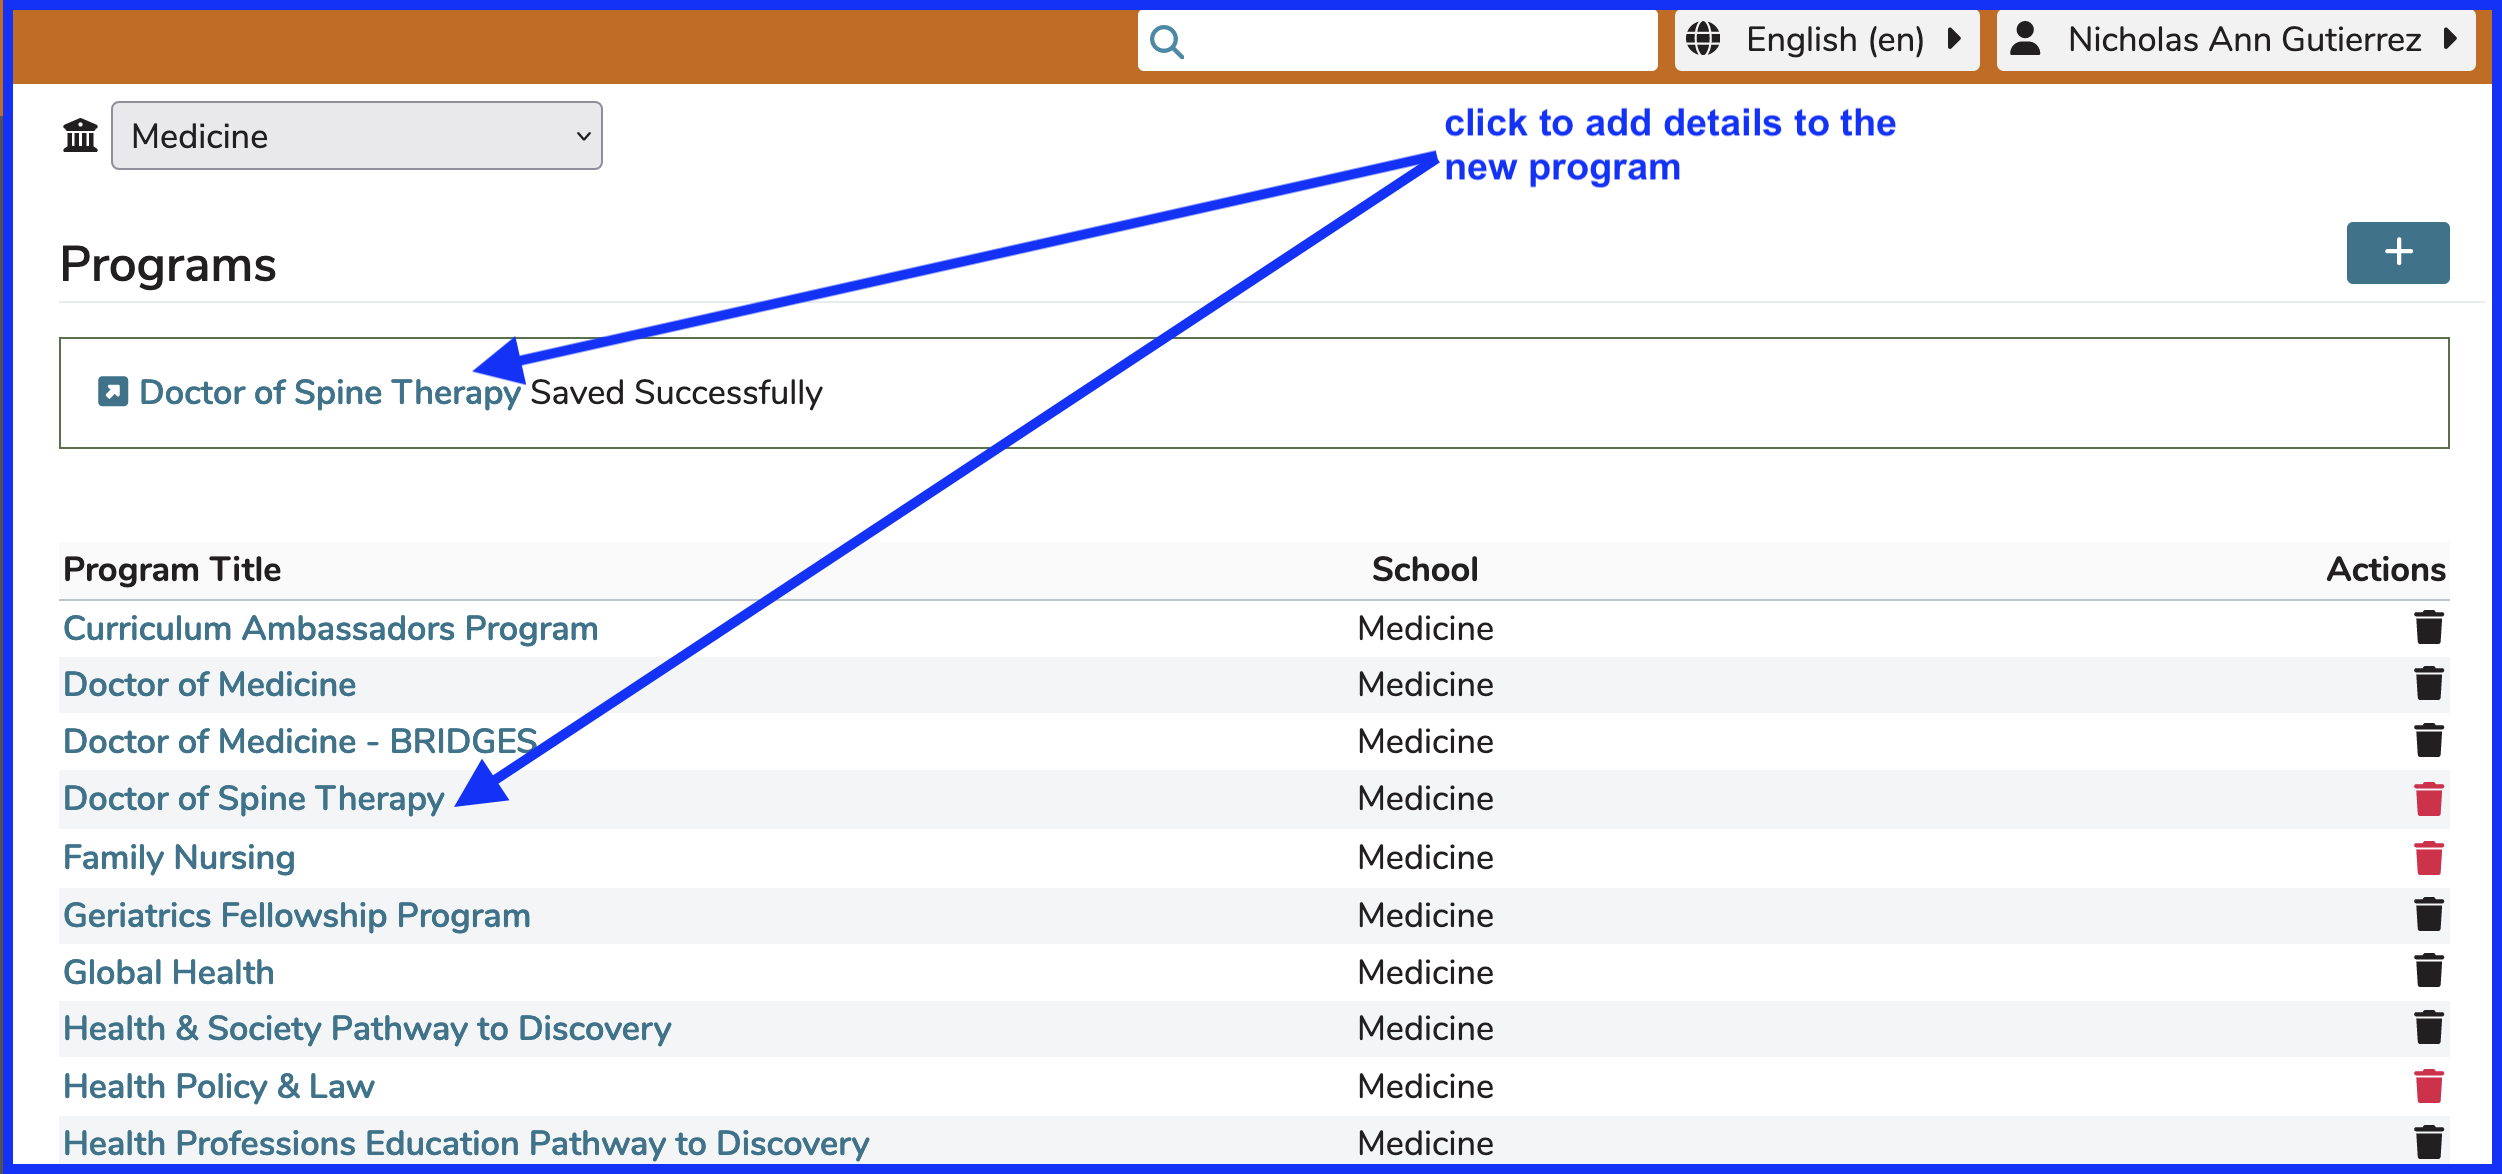 English (en)
Nicholas Ann Gutierrez
Medicine
click to add details to the
new program
Programs
Doctor of Spine Therapy Saved Successfully
Program Title School Actions
Curriculum Ambassadors Program Medicine
Doctor of Medicine Medicine
Doctor of Medicine - BRIDGES Medicine
Doctor of Spine Therapy Medicine
Family Nursing Medicine
Geriatrics Fellowship Program Medicine
Global Health Medicine
Health & Society Pathway to Discovery Medicine
Health Policy & Law Medicine
Health Professions Education Pathway to Discovery Medicine